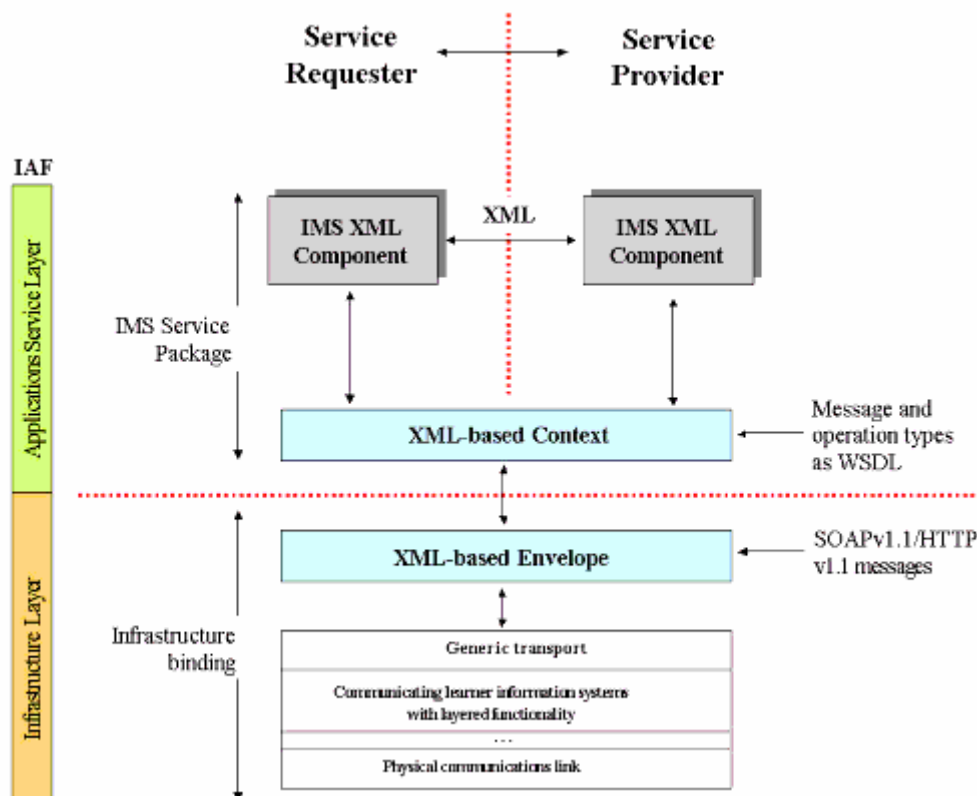 Service
Requester
Service
Provider
IAF
IMS XML
Component
XML
IMS XML
Component
Applications Service Layer
IMS Service
Package
XML-based Context
Message and
operation types
as WSDL
XML-based Envelope
SOAPv1.1/HTTP
v1.1 messages
Infrastructure Layer
Infrastructure
binding
Generic transport
Communicating learner information systems
with layered functionality
...
Physical communications link